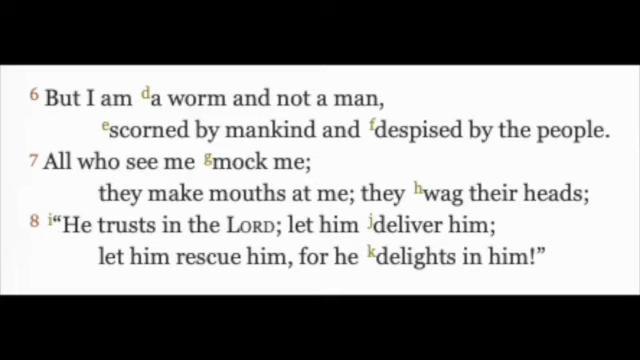 6 But I am da worm and not a man,
escorned by mankind and fdespised by the people.
7 All who see me gmock me;
they make mouths at me; they hwag their heads;
8 i“He trusts in the LORD; let him jdeliver him;
let him rescue him, for he kdelights in him!”